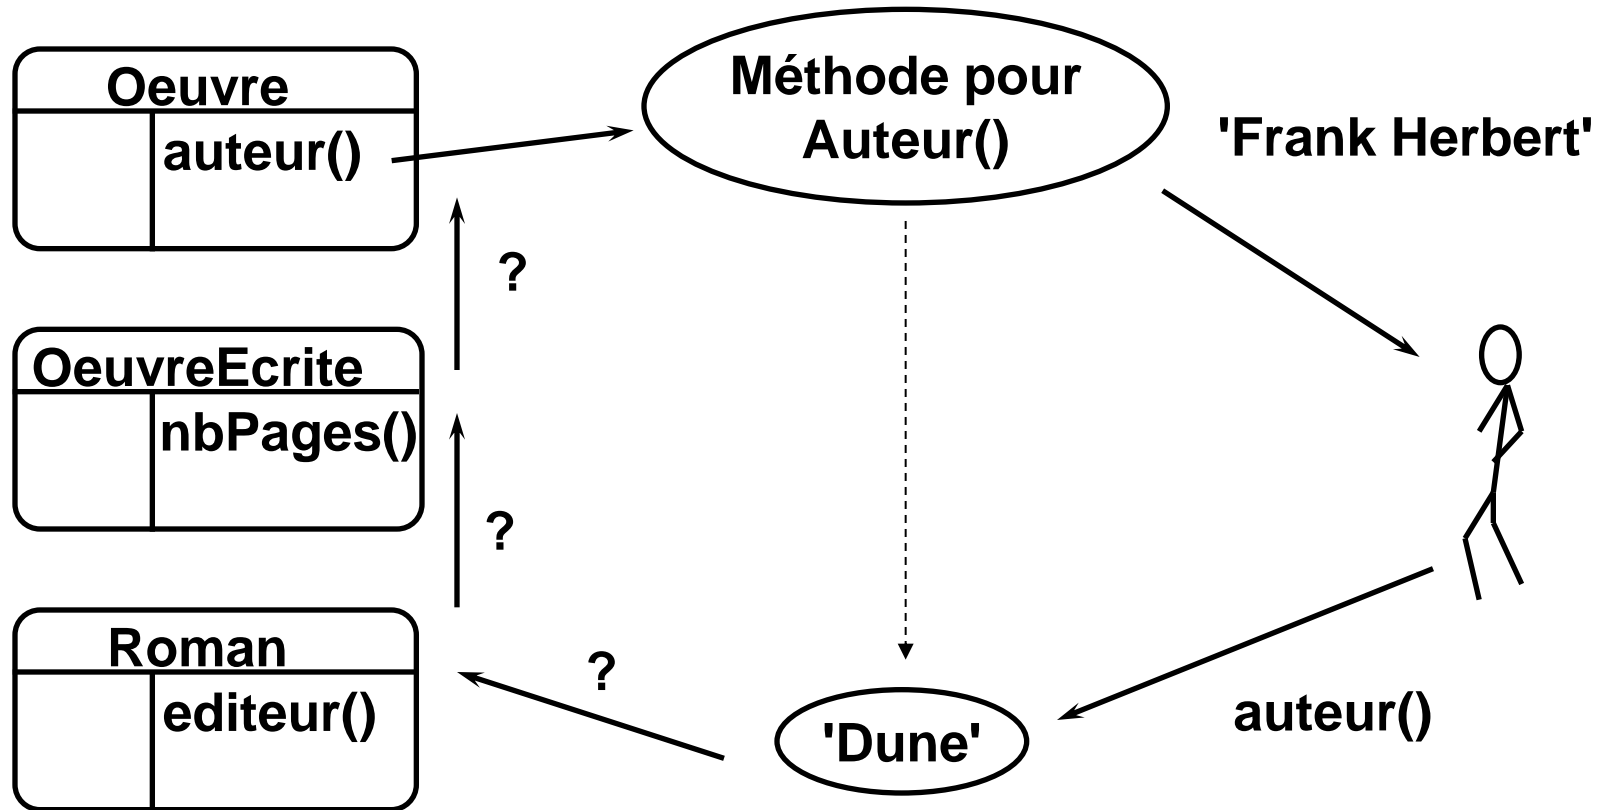 Oeuvre
auteur()
Méthode pour
Auteur()
'Frank Herbert'
?
OeuvreEcrite
nbPages()
?
Roman
editeur()
?
'Dune'
auteur()